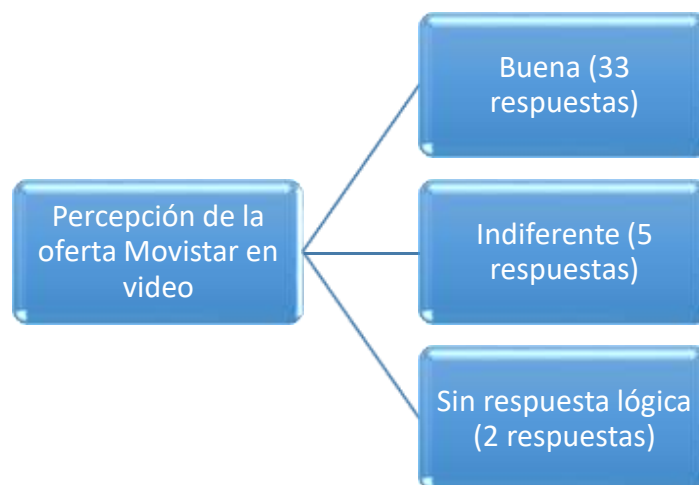 Percepción de la
oferta Movistar en
video
Buena (33
respuestas)
Indiferente (5
respuestas)
Sin respuesta lógica
(2 respuestas)